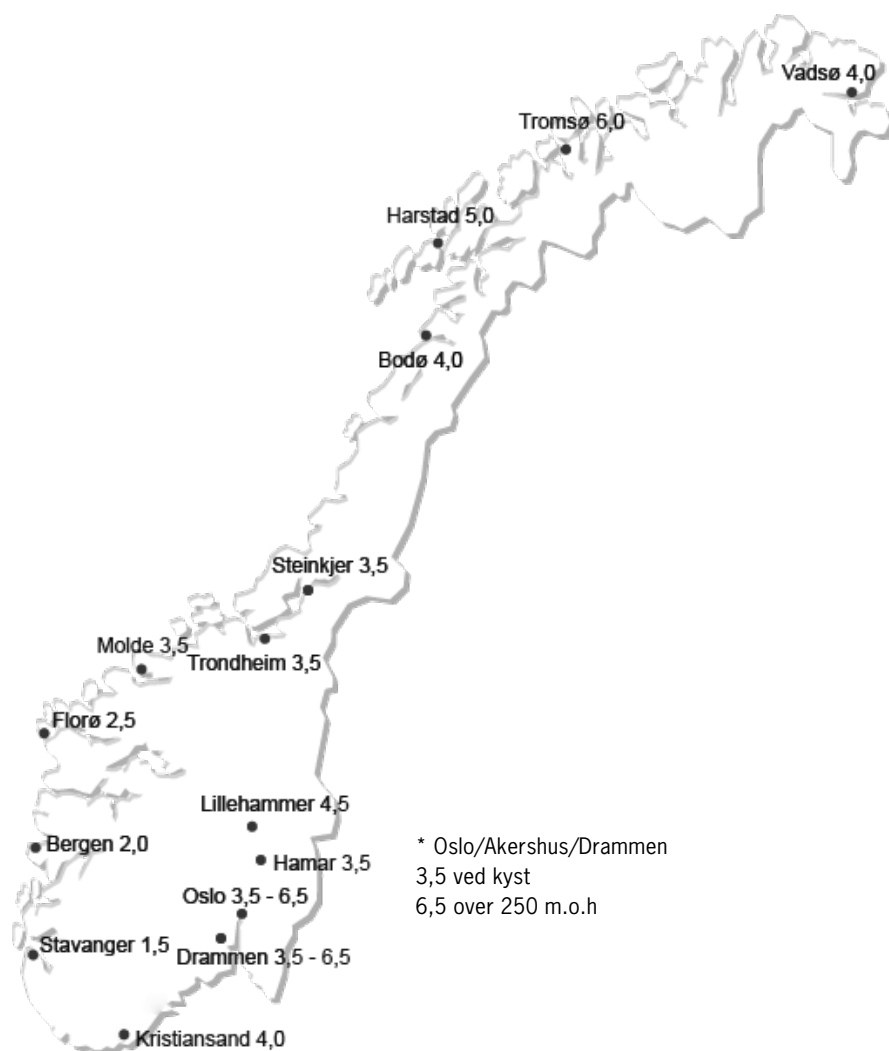 Vadsø 4,0
Tromsø 6,0
Harstad 5,0
Bodø 4,0
Steinkjer 3,5
Molde 3,5
Trondheim 3,5
Florø 2,5
Lillehammer 4,5
Bergen 2,0
Hamar 3,5
Oslo 3,5 - 6,5
Stavanger 1,5
Drammen 3,5 - 6,5
Kristiansand 4,0
* Oslo/Akershus/Drammen
3,5 ved kyst
6,5 over 250 m.o.h